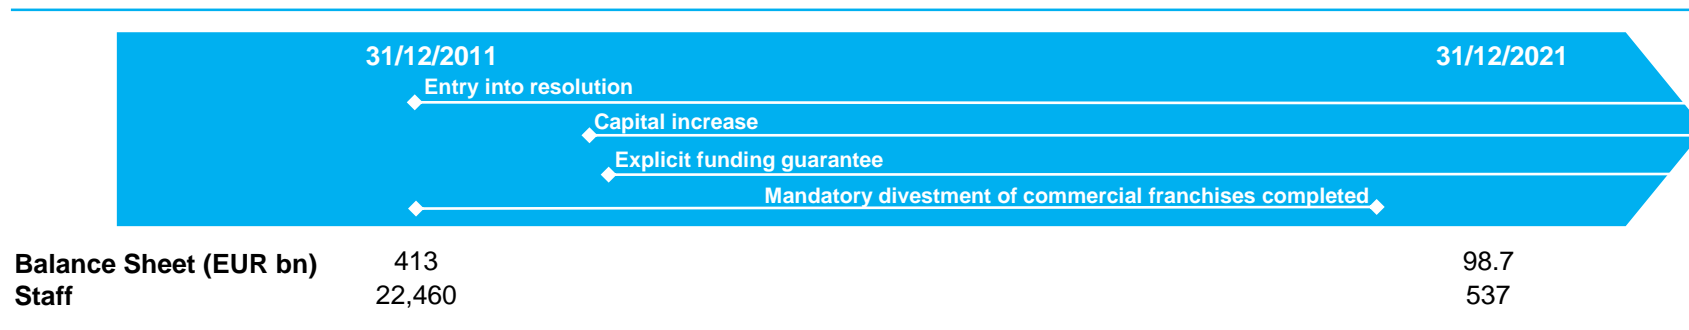 31/12/2011 31/12/2021
Entry into resolution
Capital increase
Explicit funding guarantee
Mandatory divestment of commercial franchises completed
Balance Sheet (EUR bn) 413 98.7
Staff 22,460 537